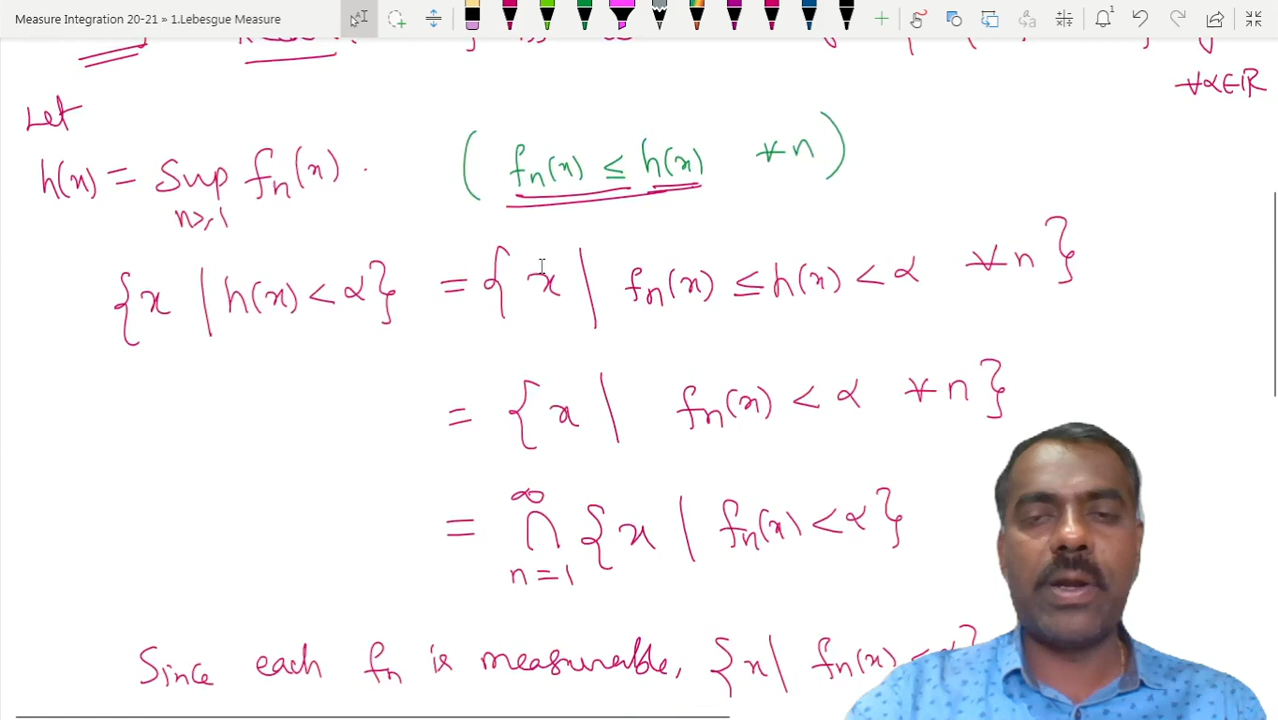 Measure Integration 20-21 » 1.Lebesgue Measure
∀α∈ℝ
Let
h(x) = Sup fn(x) . ( fn(x) ≤ h(x) ∀n )
n≥1
{x | h(x) < α} = { x | fn(x) ≤ h(x) < α ∀n }
= { x | fn(x) < α ∀n }
∞
= ∩ { x | fn(x) < α }
n=1
Since each fn is measurable, { x | fn(x) <